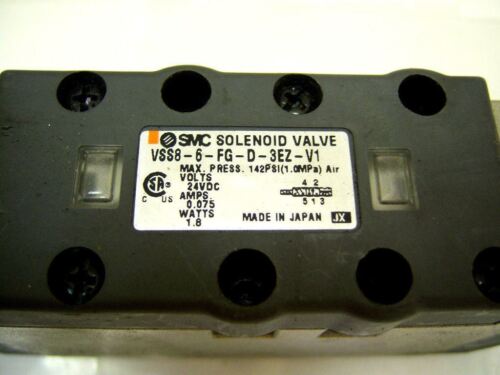 SMC SOLENOID VALVE
VSS8-6-FG-D-3EZ-V1
MAX. PRESS. 142PSI(1.0MPa) Air
VOLTS
24VDC
AMPS
0.075
WATTS
1.8
C US
4 2
5 1 3
MADE IN JAPAN JX